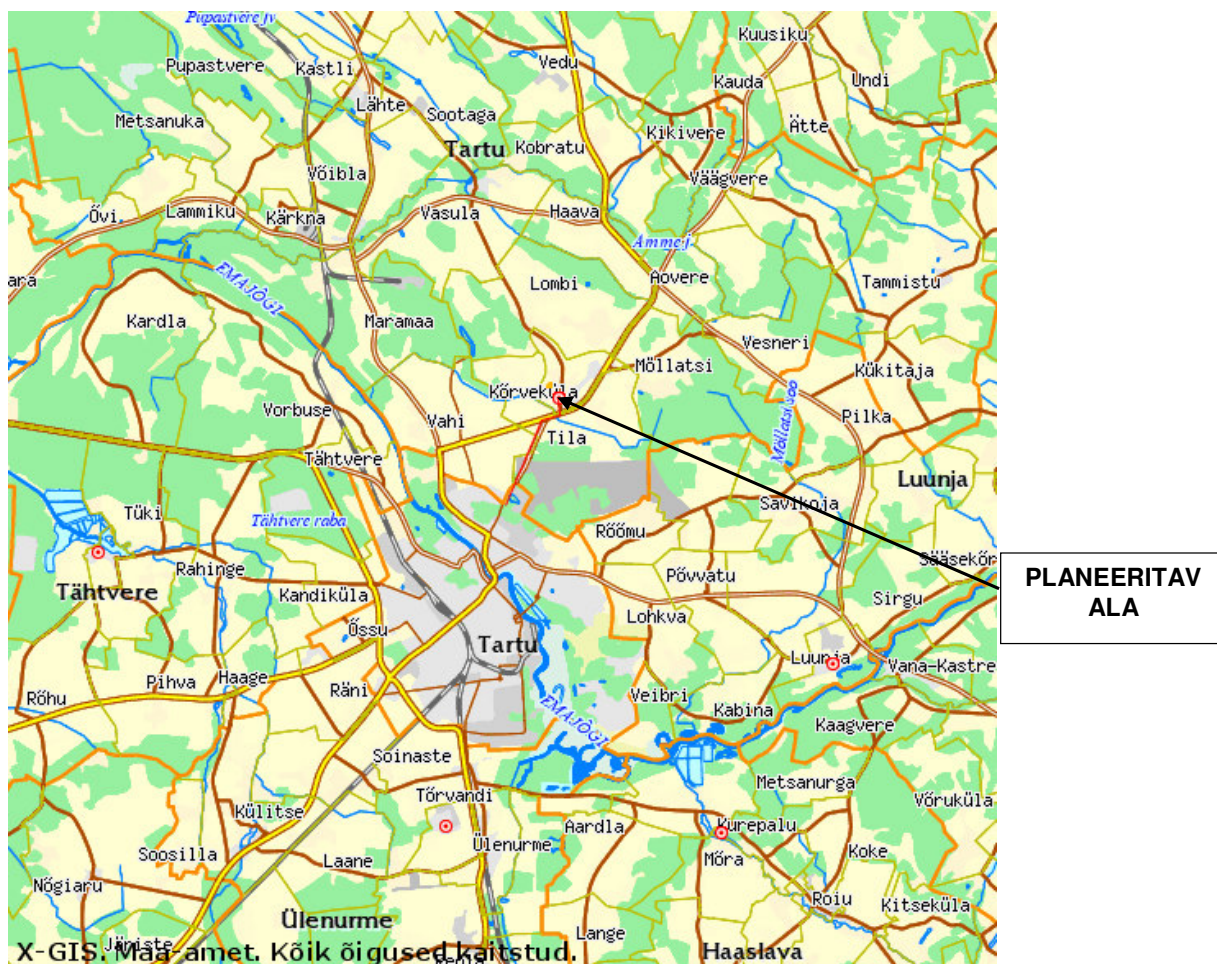 Pupastvere jv
Kuusiku
Pupastvere
Kastli
Vedu
Kauda
Undi
Lähte
Sootaga
Metsanuka
Kikivere
Ätte
Tartu
Kobratu
Võibla
Väägvere
Õvi
Lammiku
Kärkna
Vasula
Haava
Amme j
ara
EMAJÕGI
Lombi
Aovere
Tammistu
Kardla
Maramaa
Vesneri
Möllatsi
Kükitaja
Kõrveküla
Vorbuse
Vahi
Tila
Pilka
Möllatsi soo
Tähtvere
Luunja
Tüki
Tähtvere raba
Savikoja
Rõõmu
Rahinge
Sääsekõr
Põvvatu
PLANEERITAV
ALA
Tähtvere
Kandiküla
Sirgu
Õssu
Lohkva
Tartu
Luunja
Vana-Kastre
Rõhu
Pihva
Haage
Räni
Veibri
EMAJÕGI
Kabina
Kaagvere
Soinaste
Metsanurga
Tõrvandi
Võruküla
Külitse
Aardla
Kurepalu
Ülenurme
Soosilla
Laane
Mõra
Koke
Nõgiaru
Roiu
Kitseküla
Ülenurme
Lange
Haaslava
X-GIS. Maa-amet. Kõik õigused kaitstud.